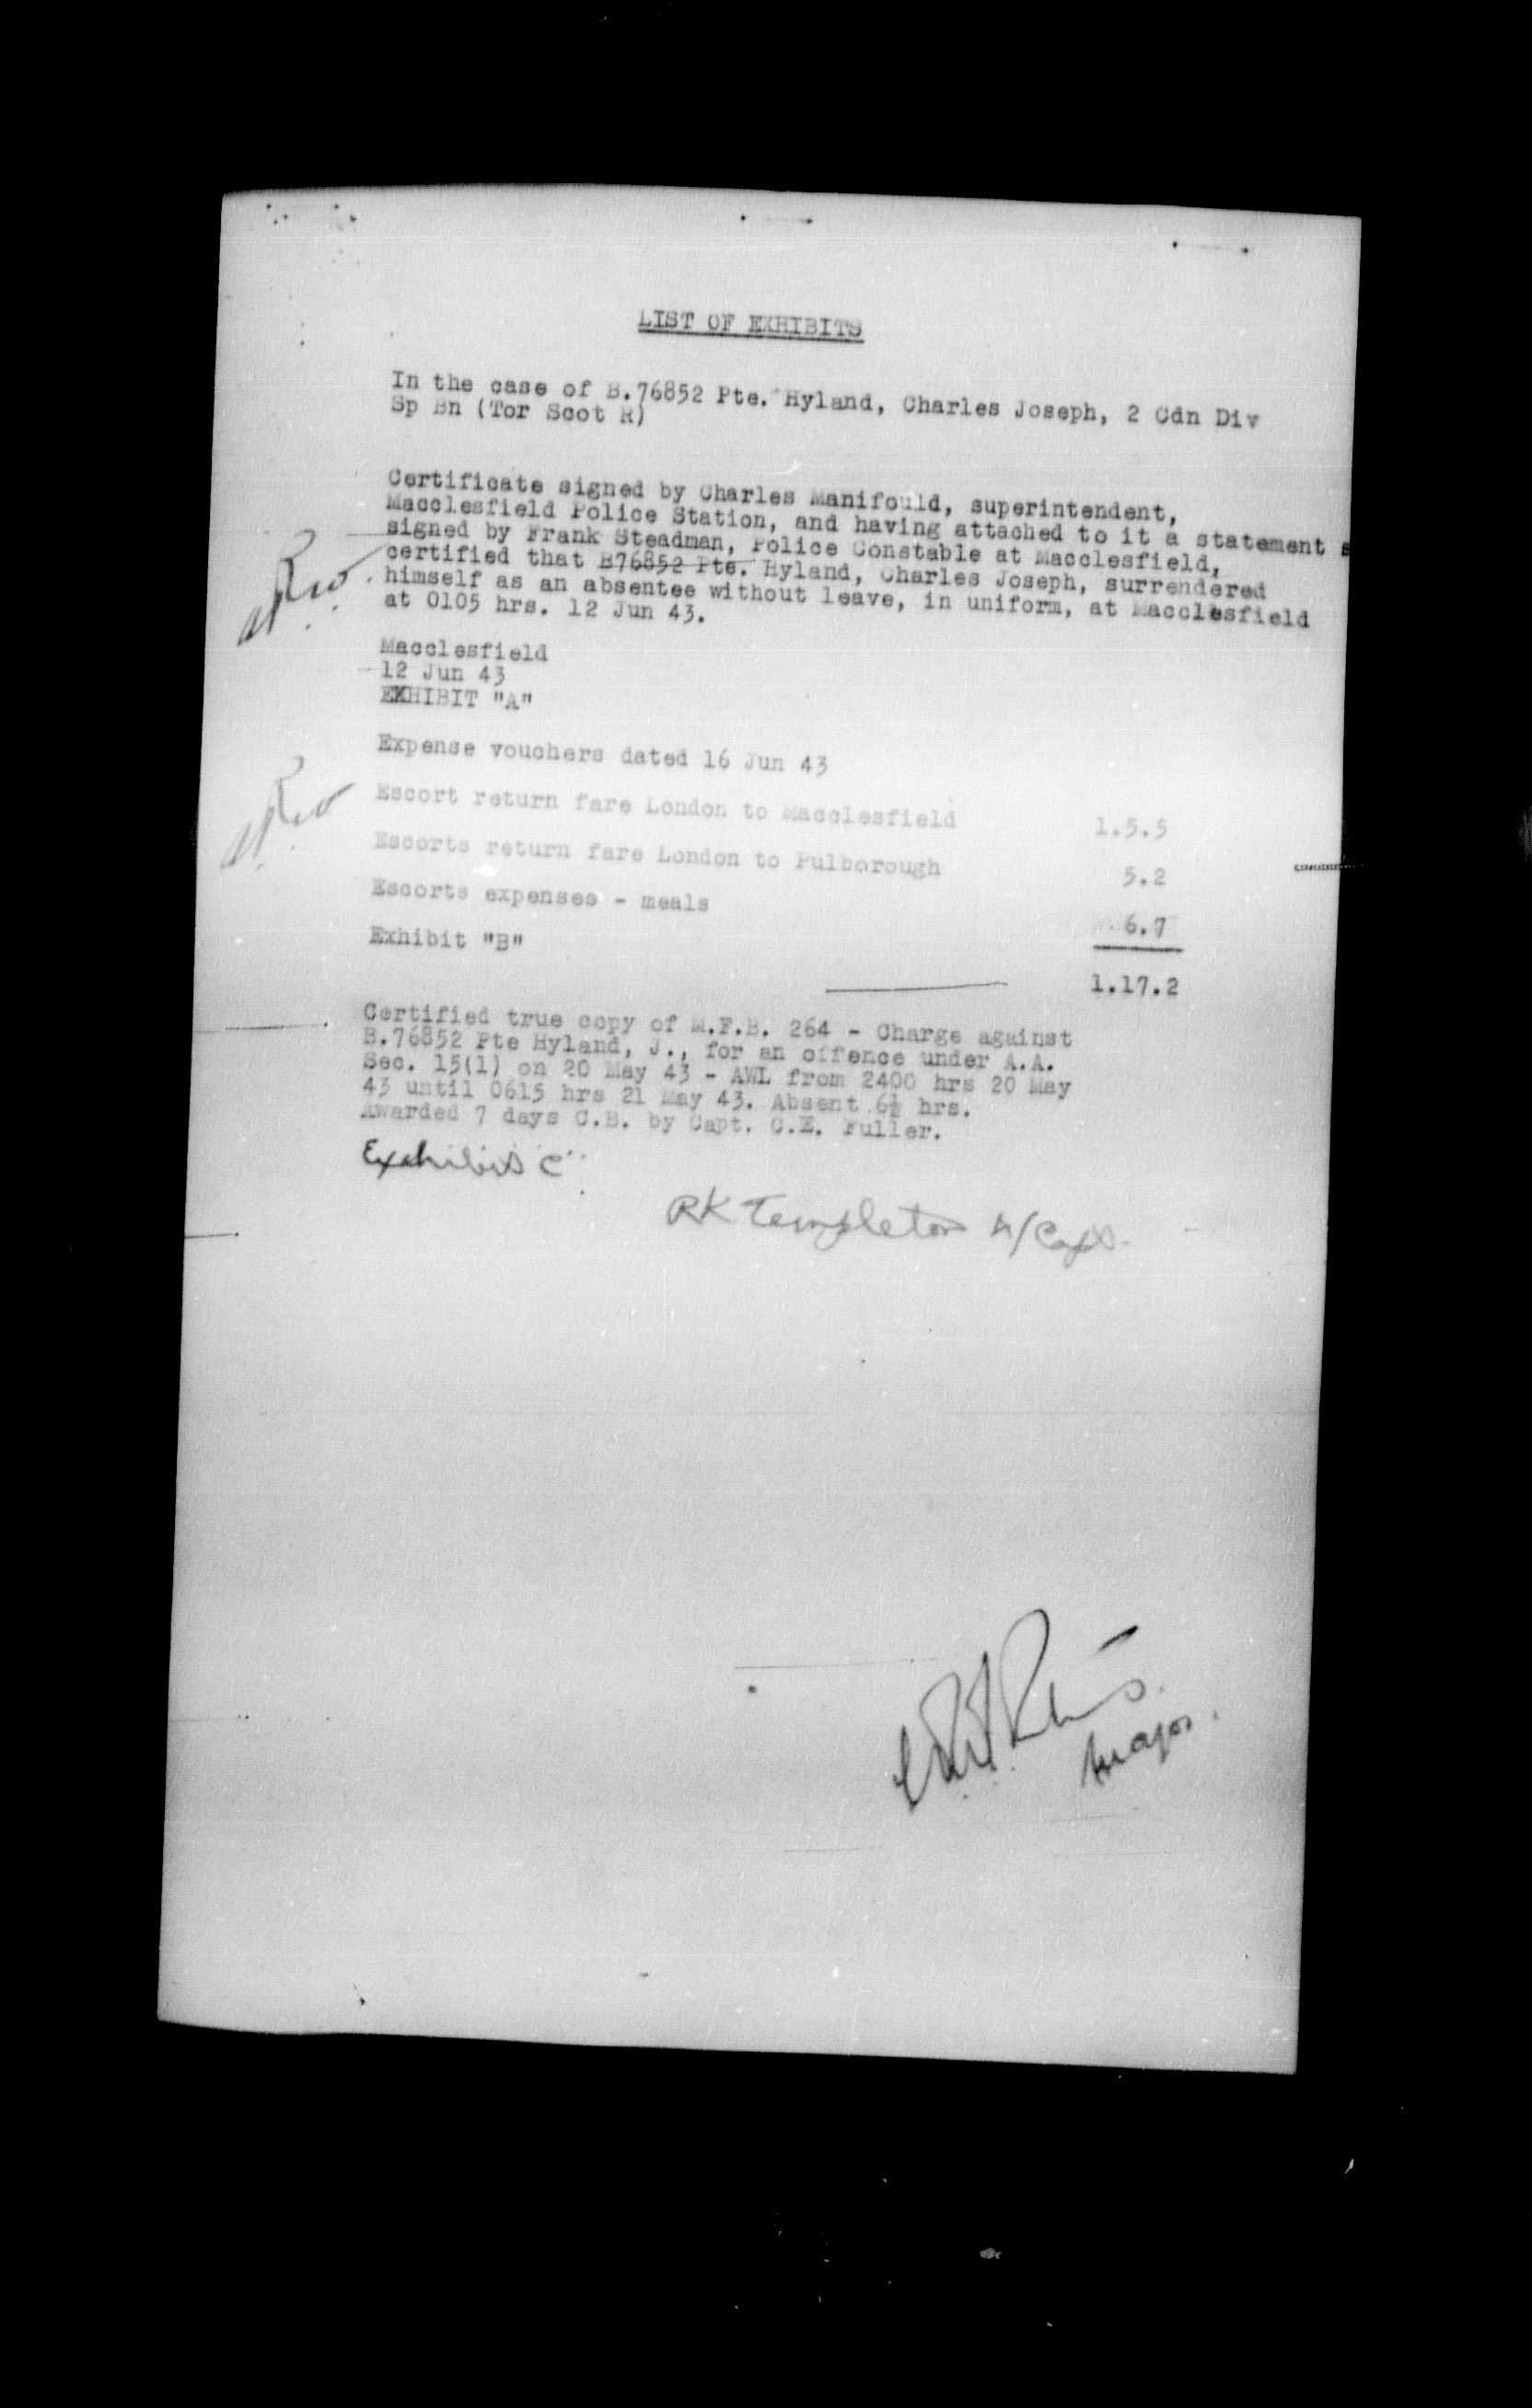 LIST OF EXHIBITS
In the case of B.76852 Pte. Hyland, Charles Joseph, 2 Cdn Div
Sp Bn (Tor Scot R)
Certificate signed by Charles Manifould, superintendent,
Macclesfield Police Station, and having attached to it a statement s
signed by Frank Steadman, Police Constable at Macclesfield,
certified that B76852 Pte. Hyland, Charles Joseph, surrendered
himself as an absentee without leave, in uniform, at Macclesfield
at 0105 hrs. 12 Jun 43.
Macclesfield
12 Jun 43
EXHIBIT "A"
Expense vouchers dated 16 Jun 43
Escort return fare London to Macclesfield 1.5.5
Escorts return fare London to Pulborough 5.2
Escorts expenses - meals 6.7
Exhibit "B"
1.17.2
Certified true copy of M.F.B. 264 - Charge against
B.76852 Pte Hyland, J., for an offence under A.A.
Sec. 15(1) on 20 May 43 - AWL from 2400 hrs 20 May
43 until 0615 hrs 21 May 43. Absent 6¼ hrs.
Awarded 7 days C.B. by Capt. C.E. Fuller.
Exhibit C"
RK Templeton A/Capt.
Major.